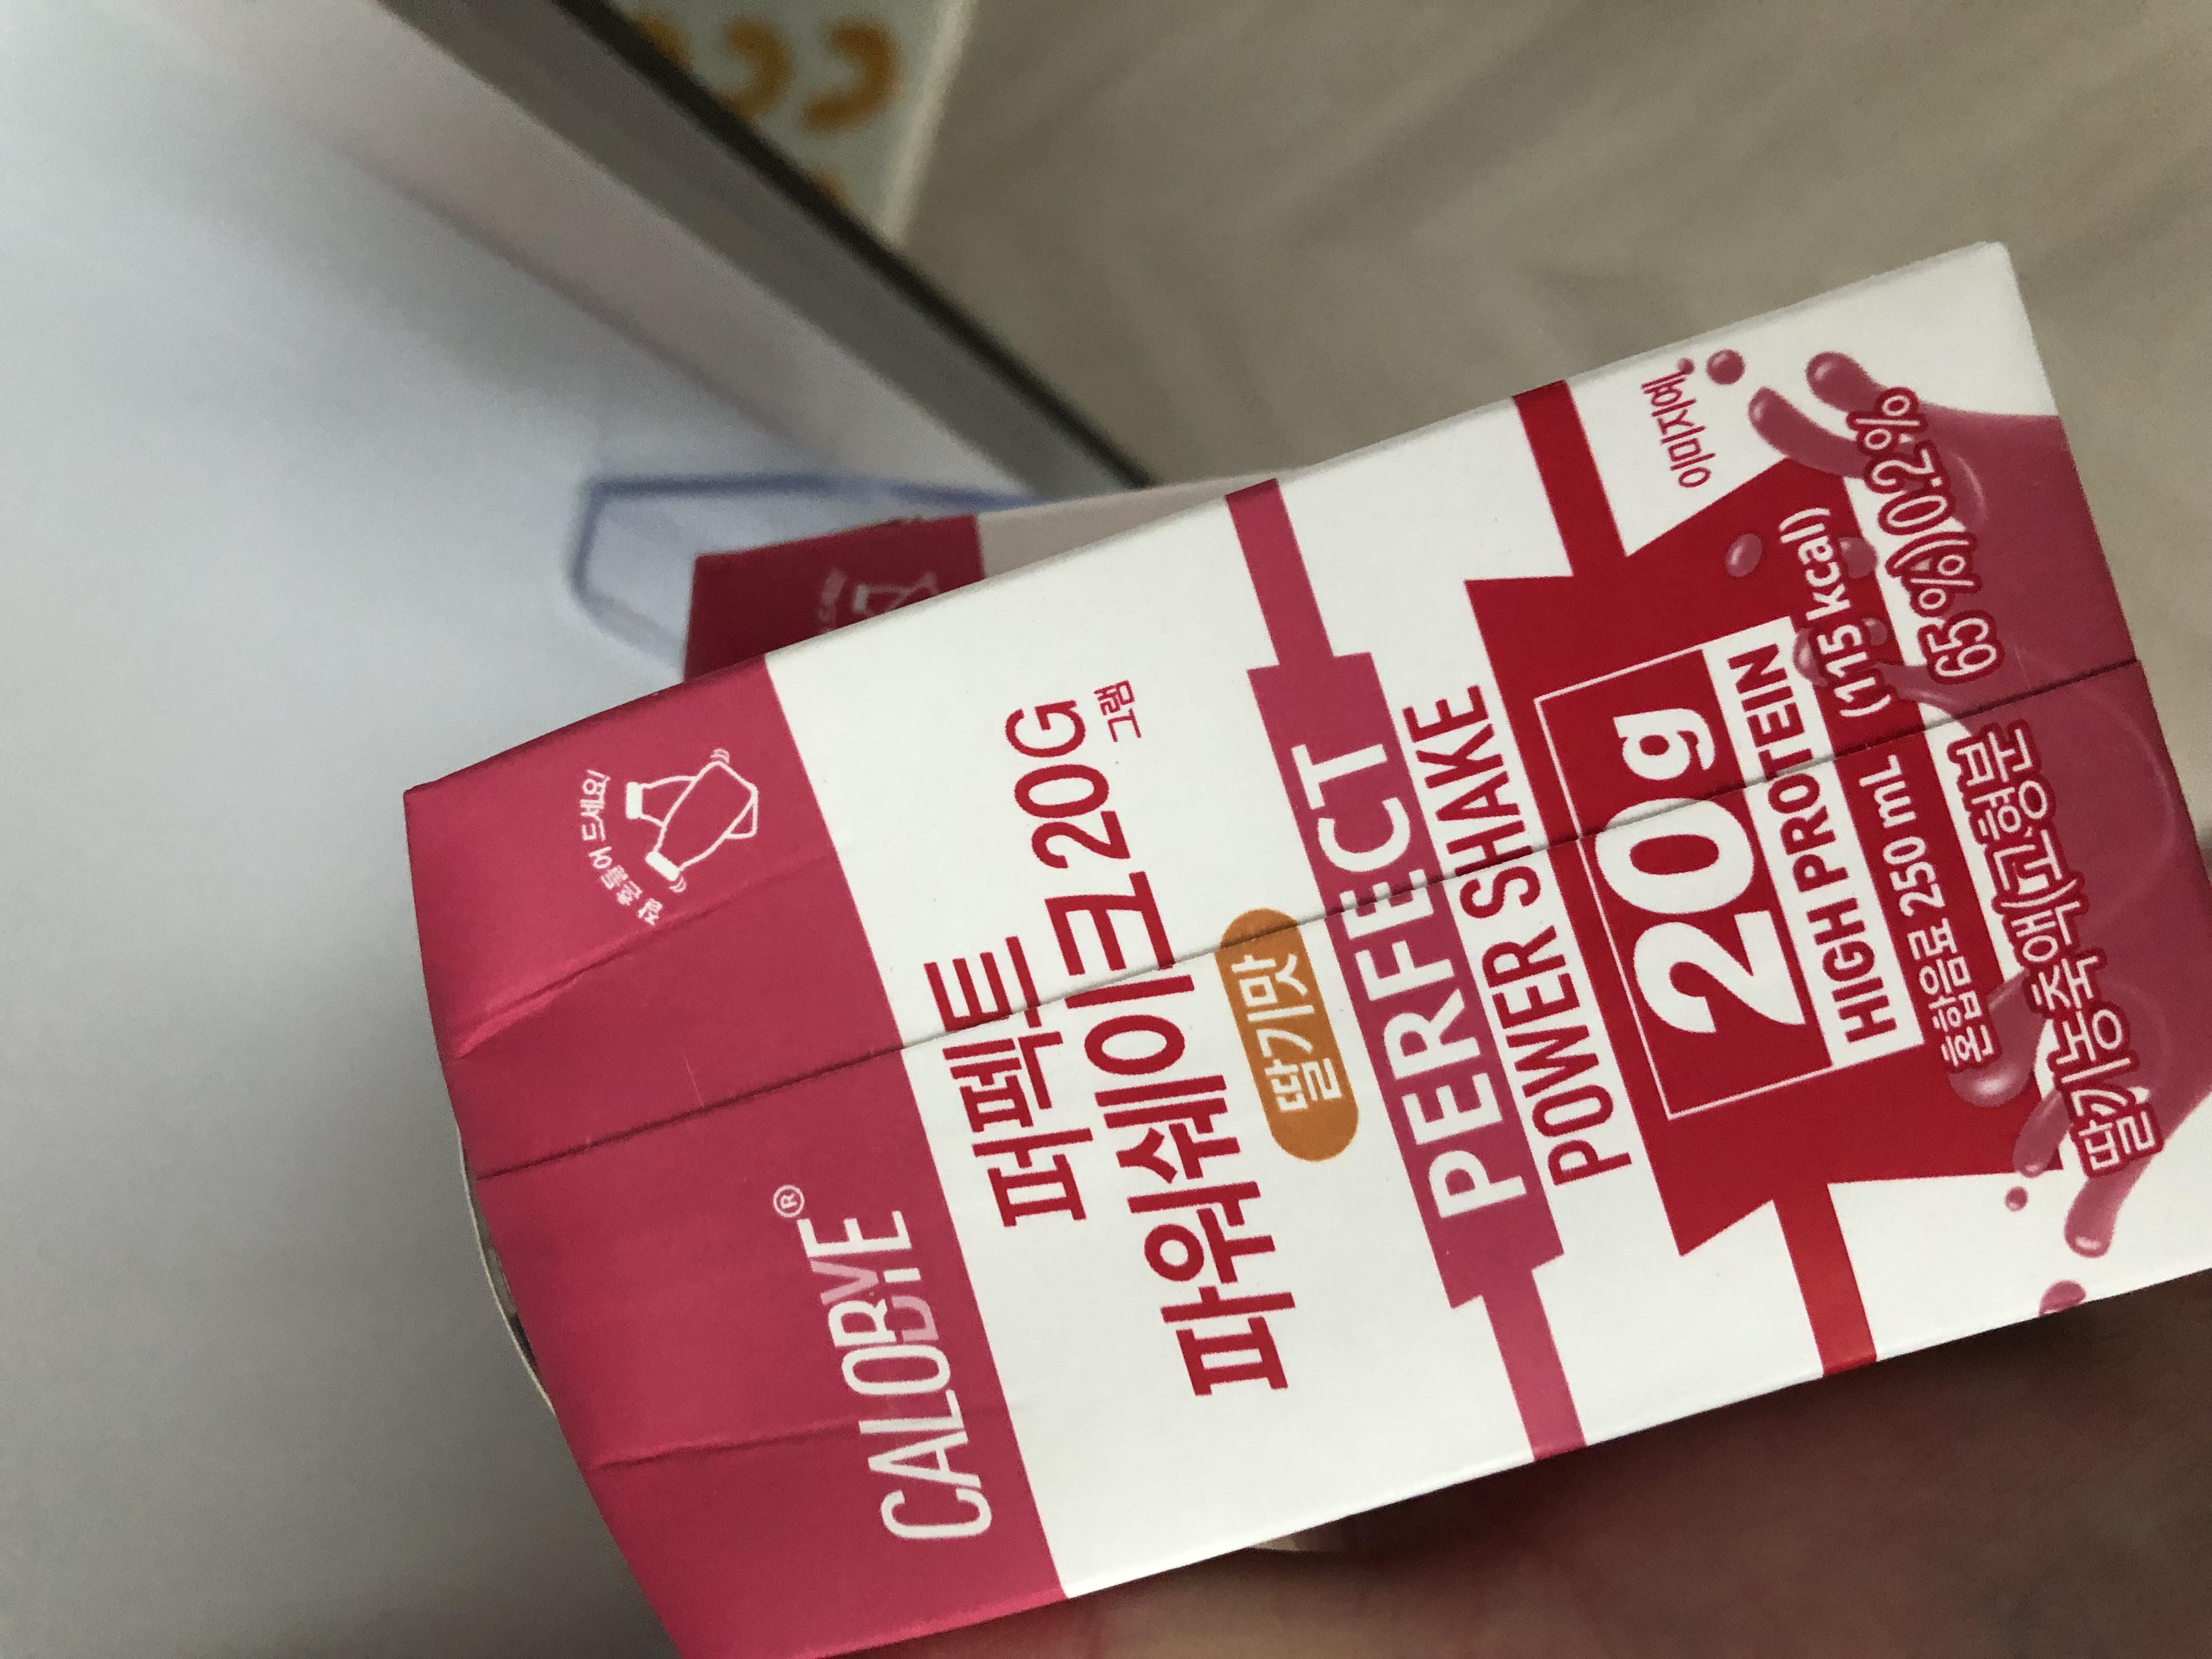 잘 흔들어 드세요!
CALOBYE®
퍼펙트
파워쉐이크 20G
그램
딸기맛
PERFECT
POWER SHAKE
20g
HIGH PROTEIN
혼합음료 250 mL (115 kcal)
이미지예
딸기농축액(고형분
65%)0.2%